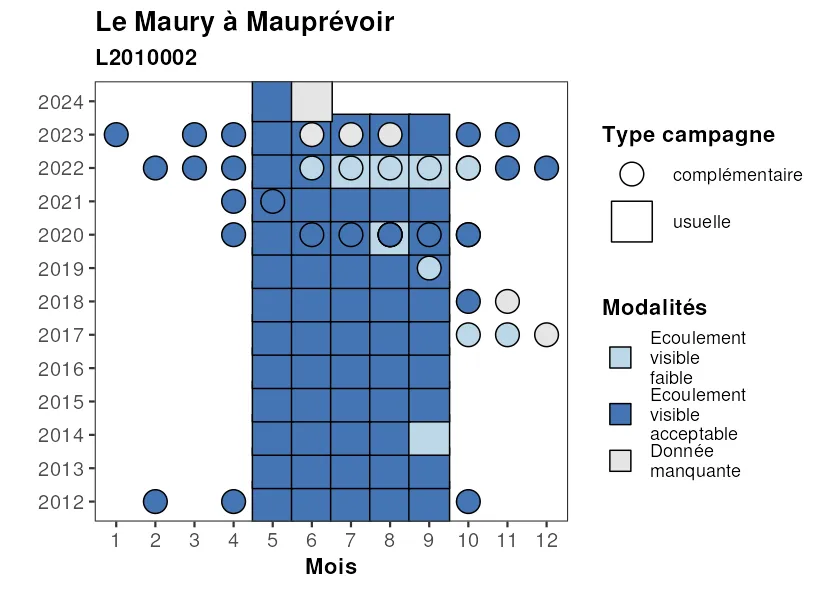 Le Maury à Mauprévoir
L2010002
2024
2023
2022
2021
2020
2019
2018
2017
2016
2015
2014
2013
2012
1 2 3 4 5 6 7 8 9 10 11 12
Mois
Type campagne
complémentaire
usuelle
Modalités
Ecoulement
visible
faible
Ecoulement
visible
acceptable
Donnée
manquante